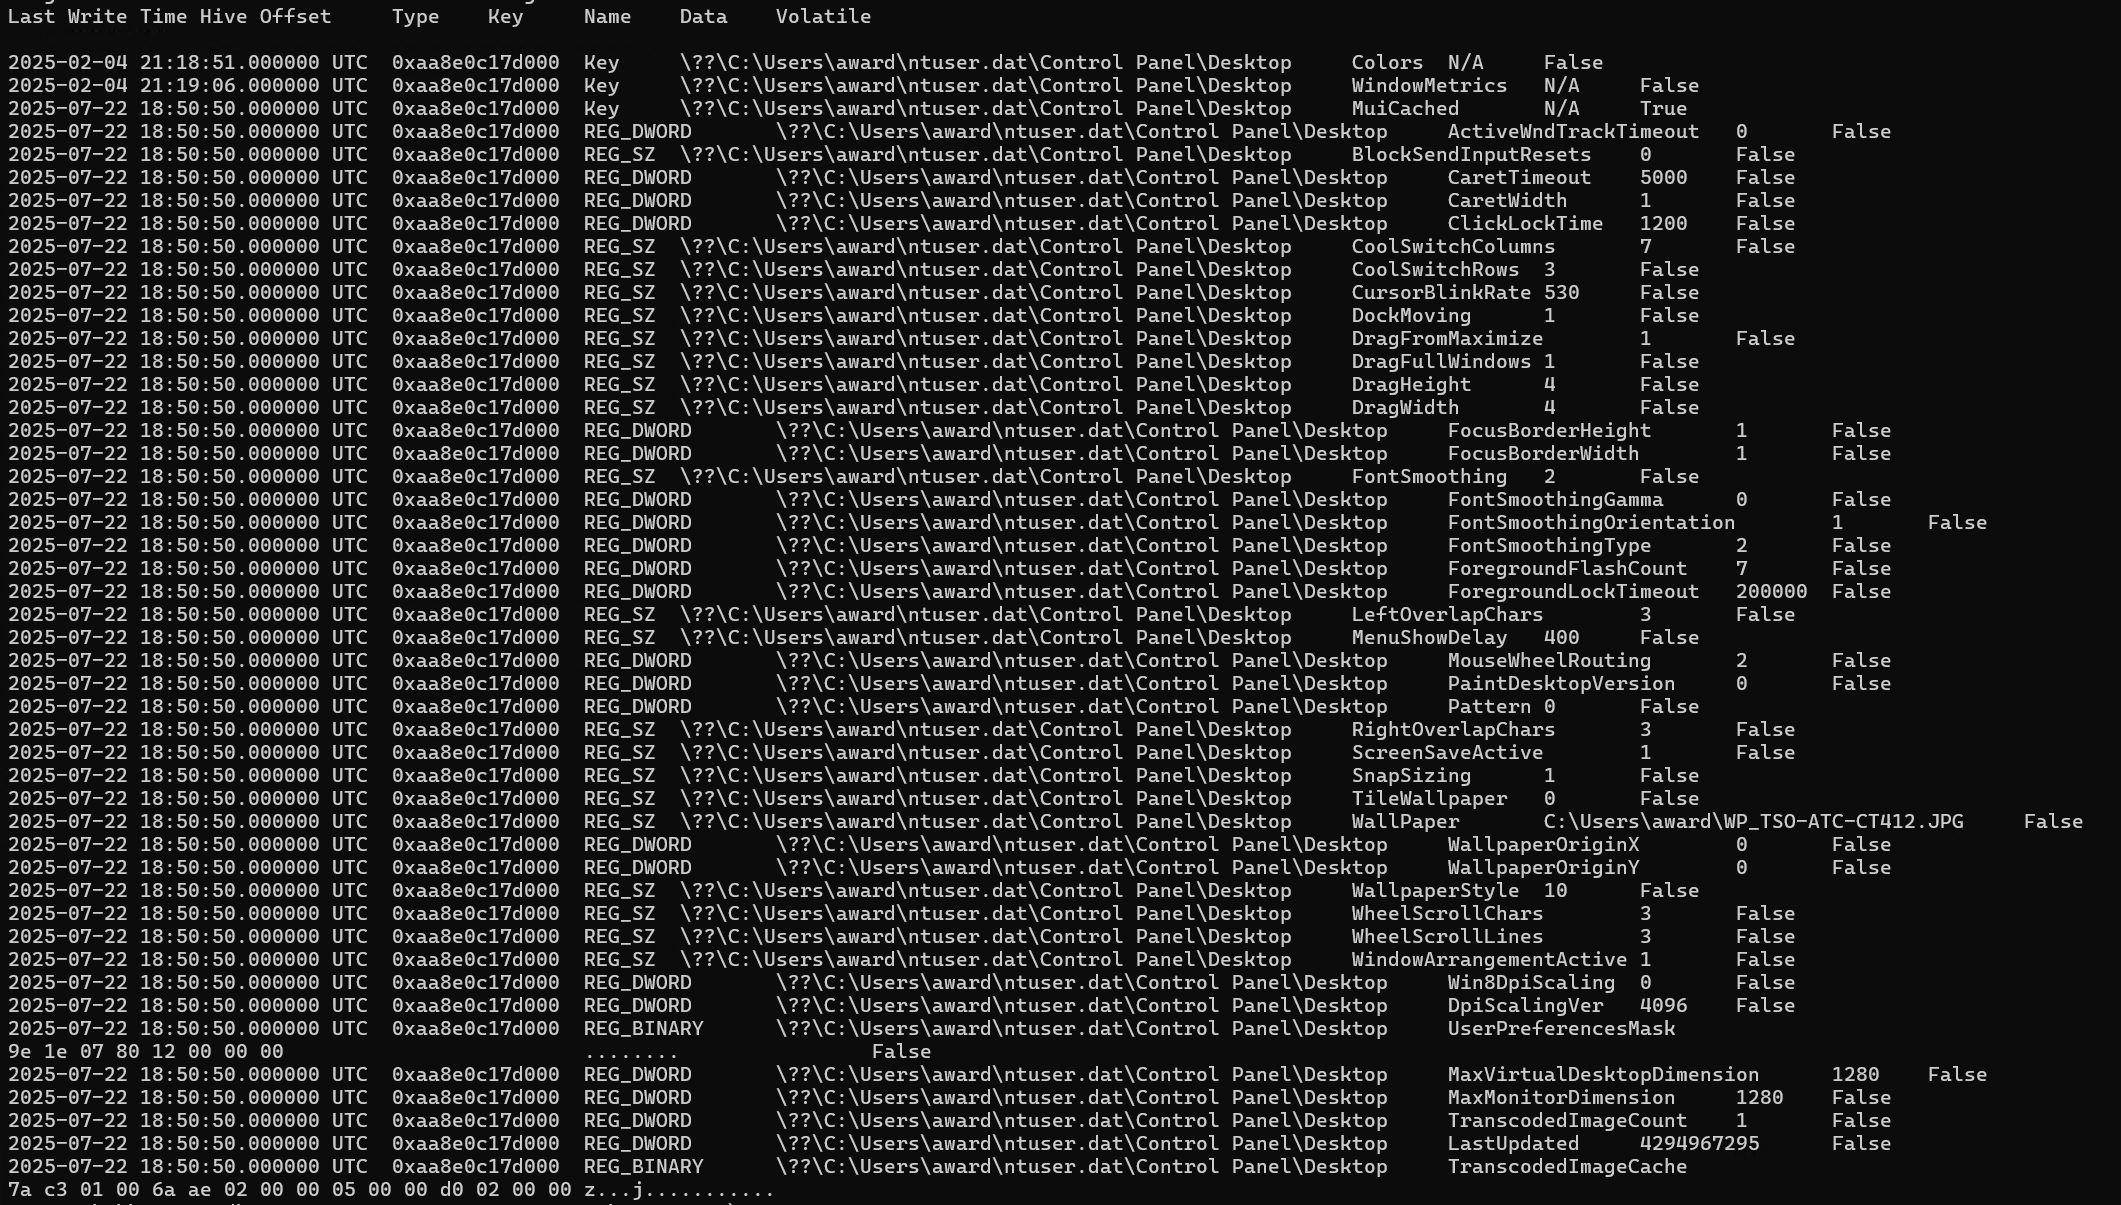 Last Write Time Hive Offset Type Key Name Data Volatile
2025-02-04 21:18:51.000000 UTC 0xaa8e0c17d000 Key \??\C:\Users\award\ntuser.dat\Control Panel\Desktop Colors N/A False
2025-02-04 21:19:06.000000 UTC 0xaa8e0c17d000 Key \??\C:\Users\award\ntuser.dat\Control Panel\Desktop WindowMetrics N/A False
2025-07-22 18:50:50.000000 UTC 0xaa8e0c17d000 Key \??\C:\Users\award\ntuser.dat\Control Panel\Desktop MuiCached N/A True
2025-07-22 18:50:50.000000 UTC 0xaa8e0c17d000 REG_DWORD \??\C:\Users\award\ntuser.dat\Control Panel\Desktop ActiveWndTrackTimeout 0 False
2025-07-22 18:50:50.000000 UTC 0xaa8e0c17d000 REG_SZ \??\C:\Users\award\ntuser.dat\Control Panel\Desktop BlockSendInputResets 0 False
2025-07-22 18:50:50.000000 UTC 0xaa8e0c17d000 REG_DWORD \??\C:\Users\award\ntuser.dat\Control Panel\Desktop CaretTimeout 5000 False
2025-07-22 18:50:50.000000 UTC 0xaa8e0c17d000 REG_DWORD \??\C:\Users\award\ntuser.dat\Control Panel\Desktop CaretWidth 1 False
2025-07-22 18:50:50.000000 UTC 0xaa8e0c17d000 REG_DWORD \??\C:\Users\award\ntuser.dat\Control Panel\Desktop ClickLockTime 1200 False
2025-07-22 18:50:50.000000 UTC 0xaa8e0c17d000 REG_SZ \??\C:\Users\award\ntuser.dat\Control Panel\Desktop CoolSwitchColumns 7 False
2025-07-22 18:50:50.000000 UTC 0xaa8e0c17d000 REG_SZ \??\C:\Users\award\ntuser.dat\Control Panel\Desktop CoolSwitchRows 3 False
2025-07-22 18:50:50.000000 UTC 0xaa8e0c17d000 REG_SZ \??\C:\Users\award\ntuser.dat\Control Panel\Desktop CursorBlinkRate 530 False
2025-07-22 18:50:50.000000 UTC 0xaa8e0c17d000 REG_SZ \??\C:\Users\award\ntuser.dat\Control Panel\Desktop DockMoving 1 False
2025-07-22 18:50:50.000000 UTC 0xaa8e0c17d000 REG_SZ \??\C:\Users\award\ntuser.dat\Control Panel\Desktop DragFromMaximize 1 False
2025-07-22 18:50:50.000000 UTC 0xaa8e0c17d000 REG_SZ \??\C:\Users\award\ntuser.dat\Control Panel\Desktop DragFullWindows 1 False
2025-07-22 18:50:50.000000 UTC 0xaa8e0c17d000 REG_SZ \??\C:\Users\award\ntuser.dat\Control Panel\Desktop DragHeight 4 False
2025-07-22 18:50:50.000000 UTC 0xaa8e0c17d000 REG_SZ \??\C:\Users\award\ntuser.dat\Control Panel\Desktop DragWidth 4 False
2025-07-22 18:50:50.000000 UTC 0xaa8e0c17d000 REG_DWORD \??\C:\Users\award\ntuser.dat\Control Panel\Desktop FocusBorderHeight 1 False
2025-07-22 18:50:50.000000 UTC 0xaa8e0c17d000 REG_DWORD \??\C:\Users\award\ntuser.dat\Control Panel\Desktop FocusBorderWidth 1 False
2025-07-22 18:50:50.000000 UTC 0xaa8e0c17d000 REG_SZ \??\C:\Users\award\ntuser.dat\Control Panel\Desktop FontSmoothing 2 False
2025-07-22 18:50:50.000000 UTC 0xaa8e0c17d000 REG_DWORD \??\C:\Users\award\ntuser.dat\Control Panel\Desktop FontSmoothingGamma 0 False
2025-07-22 18:50:50.000000 UTC 0xaa8e0c17d000 REG_DWORD \??\C:\Users\award\ntuser.dat\Control Panel\Desktop FontSmoothingOrientation 1 False
2025-07-22 18:50:50.000000 UTC 0xaa8e0c17d000 REG_DWORD \??\C:\Users\award\ntuser.dat\Control Panel\Desktop FontSmoothingType 2 False
2025-07-22 18:50:50.000000 UTC 0xaa8e0c17d000 REG_DWORD \??\C:\Users\award\ntuser.dat\Control Panel\Desktop ForegroundFlashCount 7 False
2025-07-22 18:50:50.000000 UTC 0xaa8e0c17d000 REG_DWORD \??\C:\Users\award\ntuser.dat\Control Panel\Desktop ForegroundLockTimeout 200000 False
2025-07-22 18:50:50.000000 UTC 0xaa8e0c17d000 REG_SZ \??\C:\Users\award\ntuser.dat\Control Panel\Desktop LeftOverlapChars 3 False
2025-07-22 18:50:50.000000 UTC 0xaa8e0c17d000 REG_SZ \??\C:\Users\award\ntuser.dat\Control Panel\Desktop MenuShowDelay 400 False
2025-07-22 18:50:50.000000 UTC 0xaa8e0c17d000 REG_DWORD \??\C:\Users\award\ntuser.dat\Control Panel\Desktop MouseWheelRouting 2 False
2025-07-22 18:50:50.000000 UTC 0xaa8e0c17d000 REG_DWORD \??\C:\Users\award\ntuser.dat\Control Panel\Desktop PaintDesktopVersion 0 False
2025-07-22 18:50:50.000000 UTC 0xaa8e0c17d000 REG_DWORD \??\C:\Users\award\ntuser.dat\Control Panel\Desktop Pattern 0 False
2025-07-22 18:50:50.000000 UTC 0xaa8e0c17d000 REG_SZ \??\C:\Users\award\ntuser.dat\Control Panel\Desktop RightOverlapChars 3 False
2025-07-22 18:50:50.000000 UTC 0xaa8e0c17d000 REG_SZ \??\C:\Users\award\ntuser.dat\Control Panel\Desktop ScreenSaveActive 1 False
2025-07-22 18:50:50.000000 UTC 0xaa8e0c17d000 REG_SZ \??\C:\Users\award\ntuser.dat\Control Panel\Desktop SnapSizing 1 False
2025-07-22 18:50:50.000000 UTC 0xaa8e0c17d000 REG_SZ \??\C:\Users\award\ntuser.dat\Control Panel\Desktop TileWallpaper 0 False
2025-07-22 18:50:50.000000 UTC 0xaa8e0c17d000 REG_SZ \??\C:\Users\award\ntuser.dat\Control Panel\Desktop WallPaper C:\Users\award\WP_TSO-ATC-CT412.JPG False
2025-07-22 18:50:50.000000 UTC 0xaa8e0c17d000 REG_DWORD \??\C:\Users\award\ntuser.dat\Control Panel\Desktop WallpaperOriginX 0 False
2025-07-22 18:50:50.000000 UTC 0xaa8e0c17d000 REG_DWORD \??\C:\Users\award\ntuser.dat\Control Panel\Desktop WallpaperOriginY 0 False
2025-07-22 18:50:50.000000 UTC 0xaa8e0c17d000 REG_SZ \??\C:\Users\award\ntuser.dat\Control Panel\Desktop WallpaperStyle 10 False
2025-07-22 18:50:50.000000 UTC 0xaa8e0c17d000 REG_SZ \??\C:\Users\award\ntuser.dat\Control Panel\Desktop WheelScrollChars 3 False
2025-07-22 18:50:50.000000 UTC 0xaa8e0c17d000 REG_SZ \??\C:\Users\award\ntuser.dat\Control Panel\Desktop WheelScrollLines 3 False
2025-07-22 18:50:50.000000 UTC 0xaa8e0c17d000 REG_SZ \??\C:\Users\award\ntuser.dat\Control Panel\Desktop WindowArrangementActive 1 False
2025-07-22 18:50:50.000000 UTC 0xaa8e0c17d000 REG_DWORD \??\C:\Users\award\ntuser.dat\Control Panel\Desktop Win8DpiScaling 0 False
2025-07-22 18:50:50.000000 UTC 0xaa8e0c17d000 REG_DWORD \??\C:\Users\award\ntuser.dat\Control Panel\Desktop DpiScalingVer 4096 False
2025-07-22 18:50:50.000000 UTC 0xaa8e0c17d000 REG_BINARY \??\C:\Users\award\ntuser.dat\Control Panel\Desktop UserPreferencesMask
9e 1e 07 80 12 00 00 00 ........ False
2025-07-22 18:50:50.000000 UTC 0xaa8e0c17d000 REG_DWORD \??\C:\Users\award\ntuser.dat\Control Panel\Desktop MaxVirtualDesktopDimension 1280 False
2025-07-22 18:50:50.000000 UTC 0xaa8e0c17d000 REG_DWORD \??\C:\Users\award\ntuser.dat\Control Panel\Desktop MaxMonitorDimension 1280 False
2025-07-22 18:50:50.000000 UTC 0xaa8e0c17d000 REG_DWORD \??\C:\Users\award\ntuser.dat\Control Panel\Desktop TranscodedImageCount 1 False
2025-07-22 18:50:50.000000 UTC 0xaa8e0c17d000 REG_DWORD \??\C:\Users\award\ntuser.dat\Control Panel\Desktop LastUpdated 4294967295 False
2025-07-22 18:50:50.000000 UTC 0xaa8e0c17d000 REG_BINARY \??\C:\Users\award\ntuser.dat\Control Panel\Desktop TranscodedImageCache
7a c3 01 00 6a ae 02 00 00 05 00 00 d0 02 00 00 z...j...........